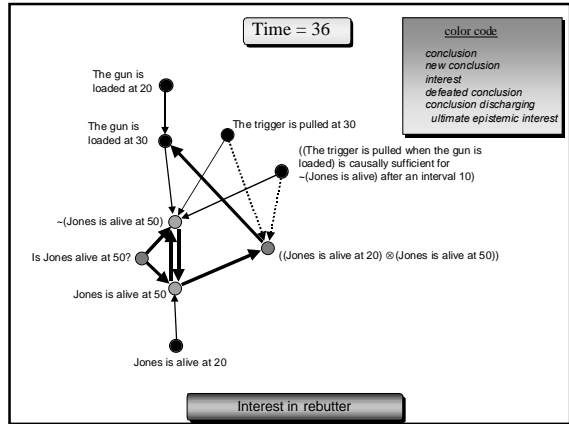 Time = 36
color code
conclusion
new conclusion
interest
defeated conclusion
conclusion discharging
ultimate epistemic interest
The gun is
loaded at 20
The gun is
loaded at 30
The trigger is pulled at 30
((The trigger is pulled when the gun is
loaded) is causally sufficient for
~(Jones is alive) after an interval 10)
~(Jones is alive at 50)
Is Jones alive at 50?
((Jones is alive at 20) ⊗(Jones is alive at 50))
Jones is alive at 50
Jones is alive at 20
Interest in rebutter